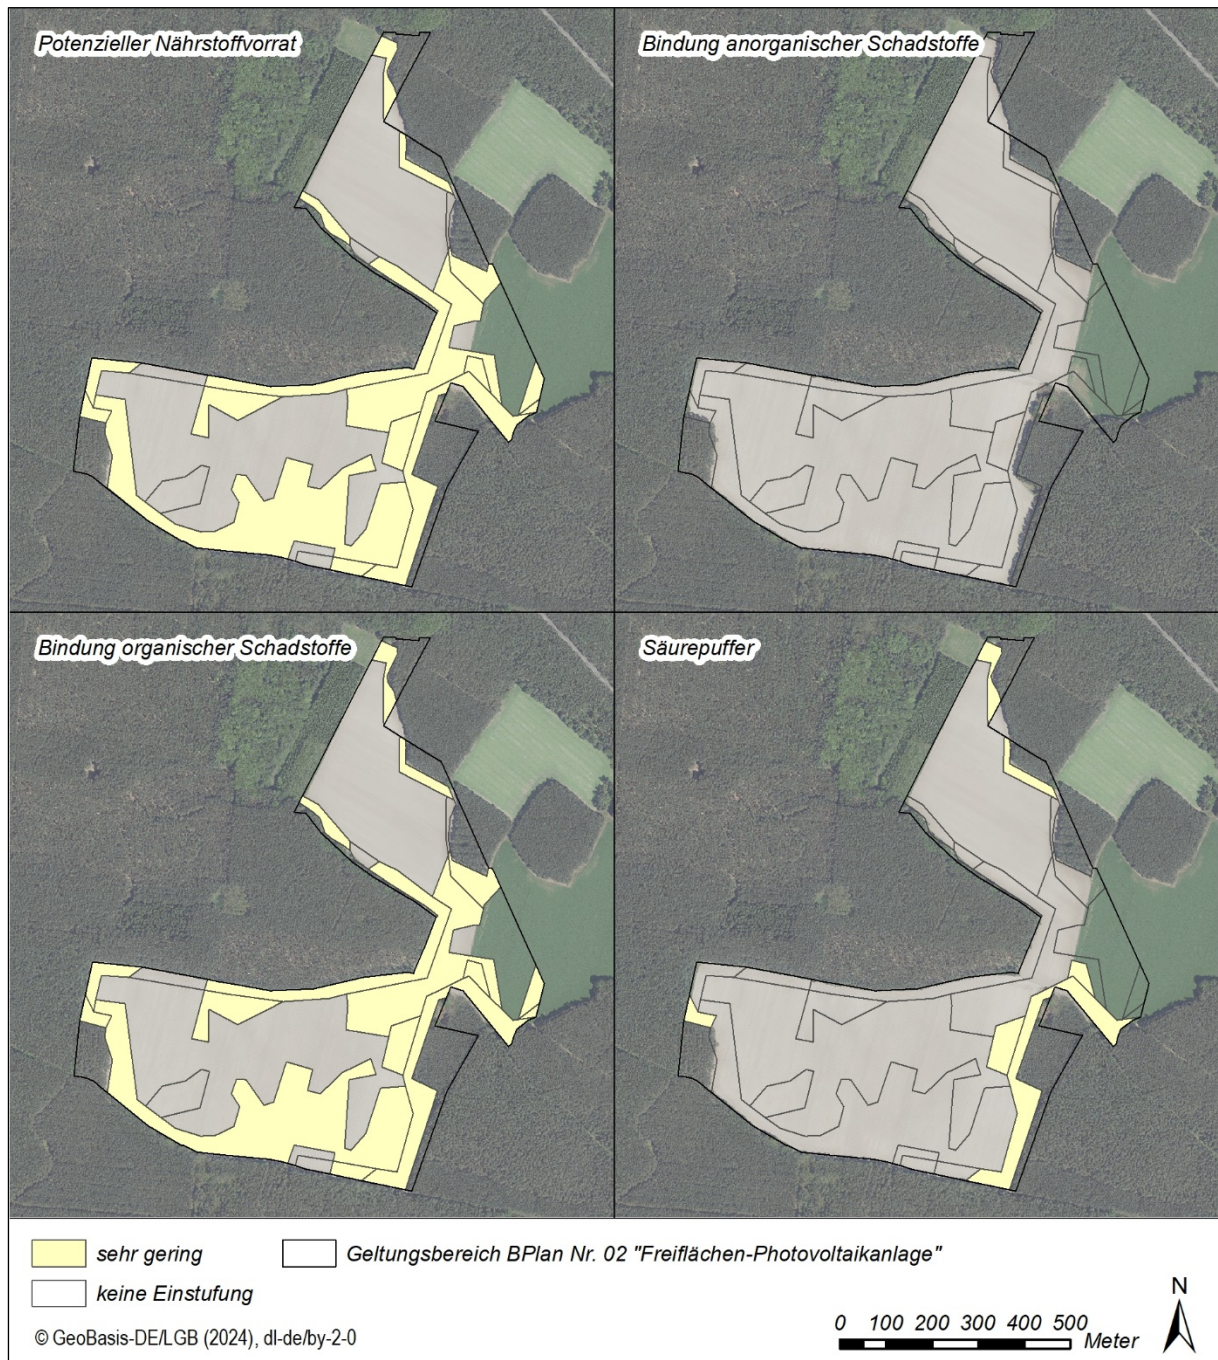 Potenzieller Nährstoffvorrat
Bindung anorganischer Schadstoffe
Bindung organischer Schadstoffe
Säurepuffer
sehr gering
Geltungsbereich BPlan Nr. 02 "Freiflächen-Photovoltaikanlage"
keine Einstufung
© GeoBasis-DE/LGB (2024), dl-de/by-2-0
0 100 200 300 400 500
Meter
N